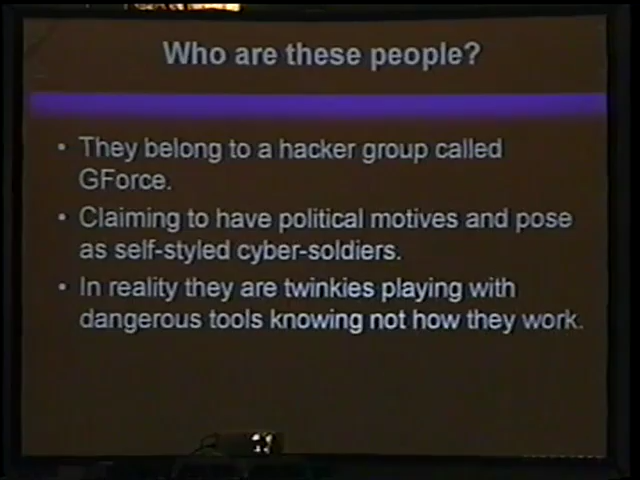 Who are these people?
• They belong to a hacker group called
GForce.
• Claiming to have political motives and pose
as self-styled cyber-soldiers.
• In reality they are twinkies playing with
dangerous tools knowing not how they work.